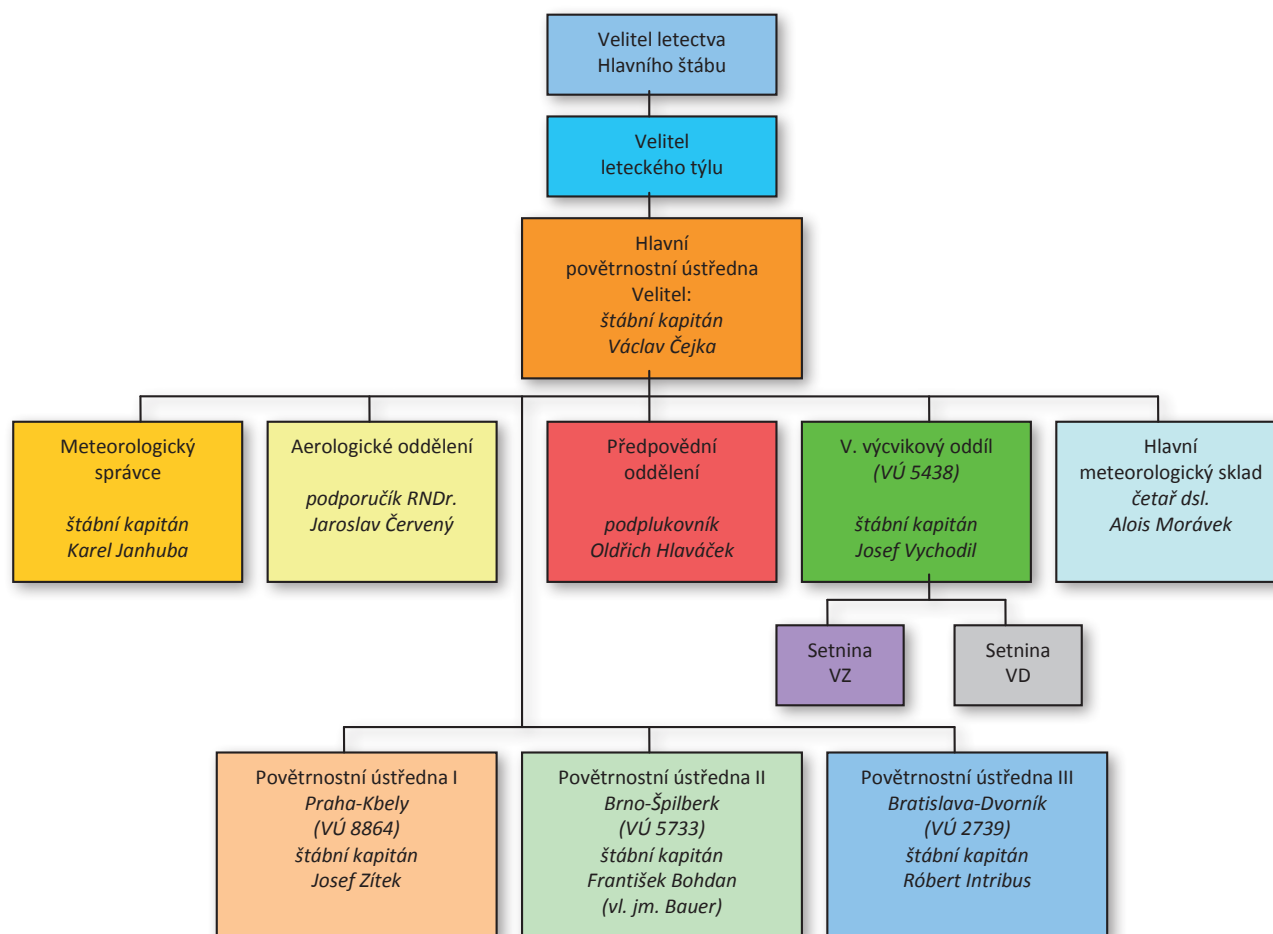 Velitel letectva
Hlavního štábu
Velitel
leteckého týlu
Hlavní
povětrnostní ústředna
Velitel:
štábní kapitán
Václav Čejka
Meteorologický
správce
štábní kapitán
Karel Janhuba
Aerologické oddělení
podporučík RNDr.
Jaroslav Červený
Předpovědní
oddělení
podplukovník
Oldřich Hlaváček
V. výcvikový oddíl
(VÚ 5438)
štábní kapitán
Josef Vychodil
Hlavní
meteorologický sklad
četař dsl.
Alois Morávek
Setnina
VZ
Setnina
VD
Povětrnostní ústředna I
Praha-Kbely
(VÚ 8864)
štábní kapitán
Josef Zítek
Povětrnostní ústředna II
Brno-Špilberk
(VÚ 5733)
štábní kapitán
František Bohdan
(vl. jm. Bauer)
Povětrnostní ústředna III
Bratislava-Dvorník
(VÚ 2739)
štábní kapitán
Róbert Intribus